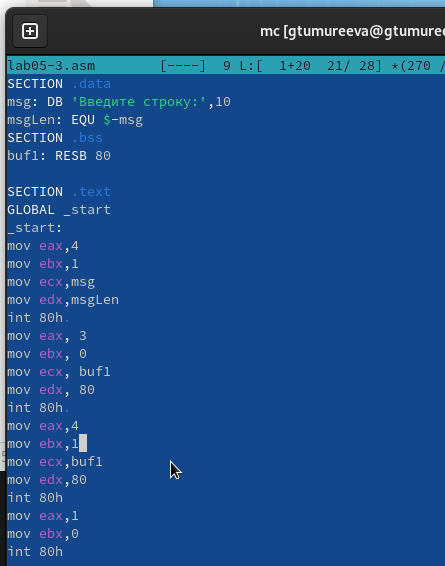 mc [gtumureeva@gtumuree
lab05-3.asm [----] 9 L:[ 1+20 21/ 28] *(270 /
SECTION .data
msg: DB 'Введите строку:',10
msgLen: EQU $-msg
SECTION .bss
buf1: RESB 80
SECTION .text
GLOBAL _start
_start:
mov eax,4
mov ebx,1
mov ecx,msg
mov edx,msgLen
int 80h.
mov eax, 3
mov ebx, 0
mov ecx, buf1
mov edx, 80
int 80h.
mov eax,4
mov ebx,1
mov ecx,buf1
mov edx,80
int 80h
mov eax,1
mov ebx,0
int 80h